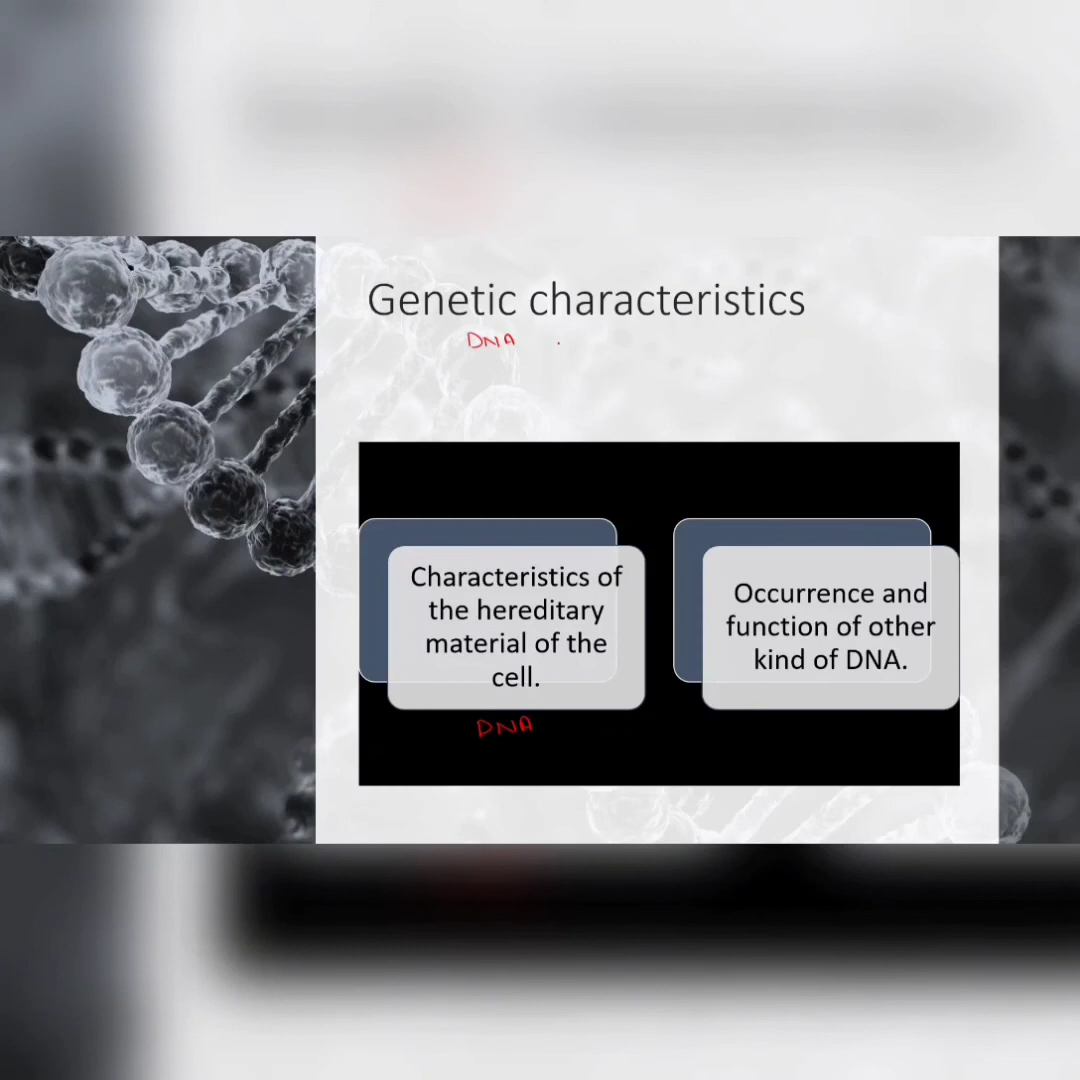 Genetic characteristics
DNA
Characteristics of
the hereditary
material of the
cell.
DNA
Occurrence and
function of other
kind of DNA.